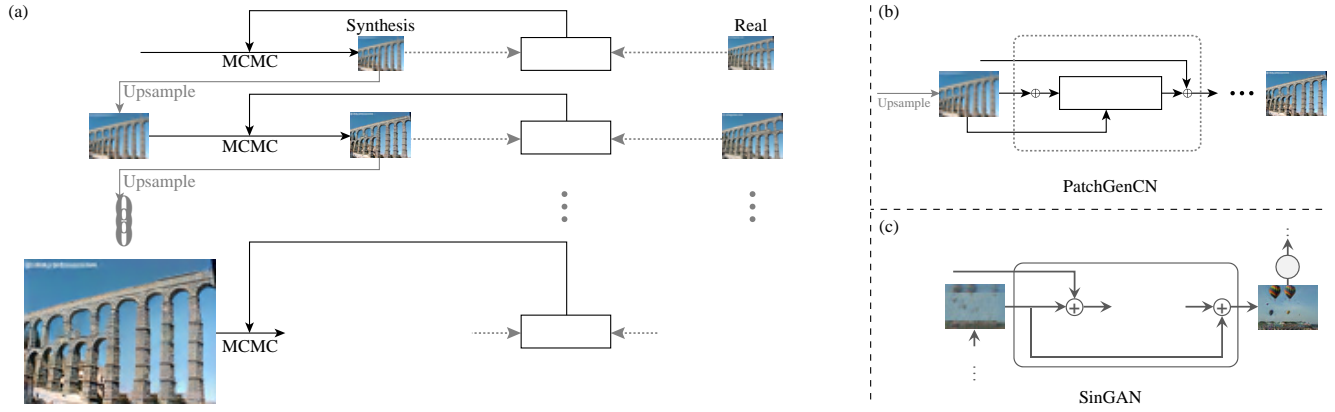 (a)
Synthesis
Real
MCMC
Upsample
MCMC
Upsample
MCMC
(b)
Upsample
PatchGenCN
(c)
SinGAN